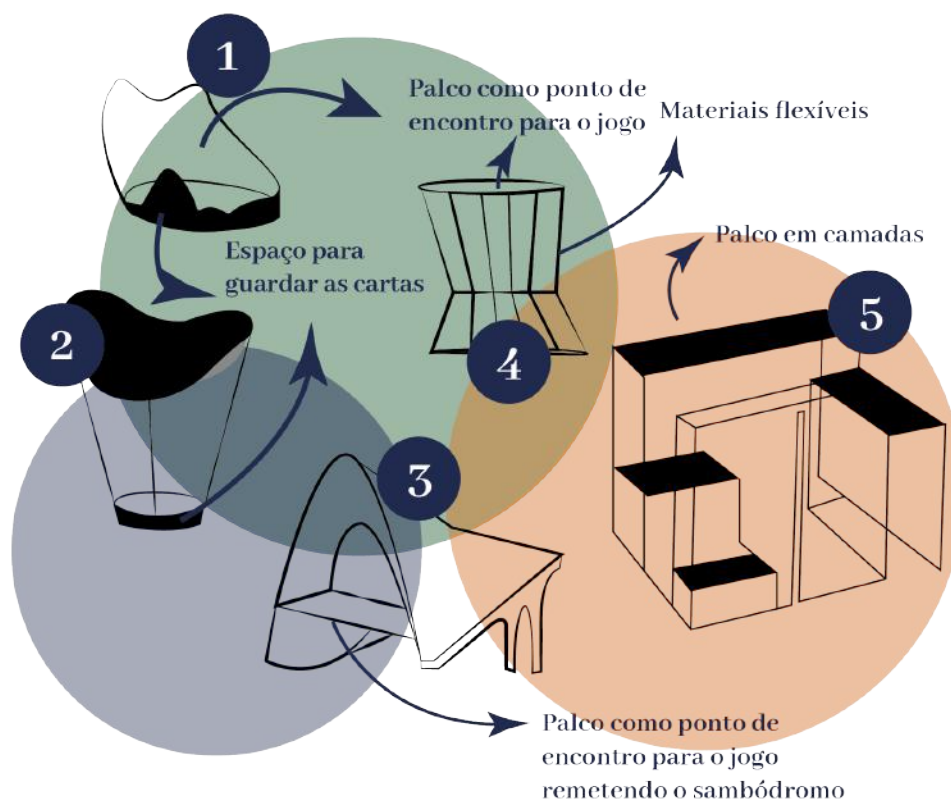 1
Palco como ponto de
encontro para o jogo
Materiais flexíveis
Espaço para
guardar as cartas
Palco em camadas
2
4
5
3
Palco como ponto de
encontro para o jogo
remetendo o sambódromo